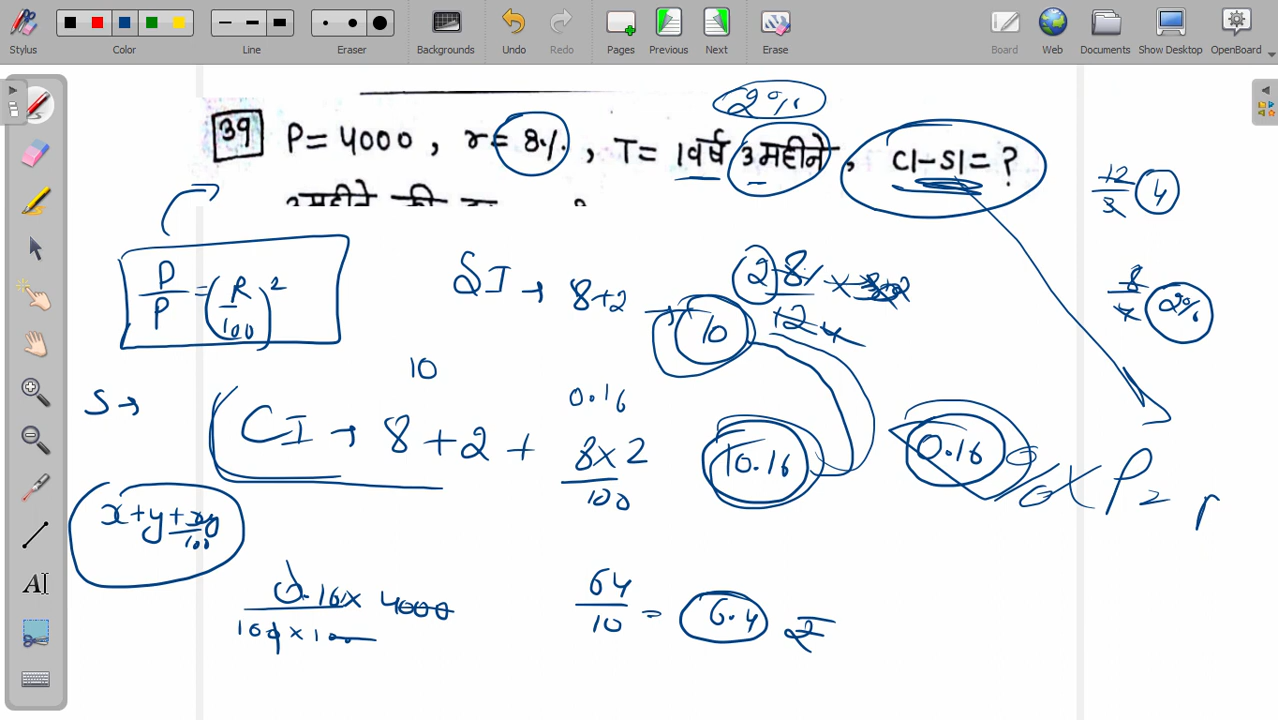 Stylus Color Line Eraser Backgrounds Undo Redo Pages Previous Next Erase Board Web Documents Show Desktop OpenBoard
2%
39 P= 4000 , r= 8% , T= 1वर्ष 3महीने , CI-SI= ?
12/3 4
D/P = (R/100)²
SI → 8+2 → 10
2 8% × 3
12 4
8/4 2%
10
0.16
S →
CI → 8 + 2 + 8×2/100 10.16 0.16 % × P =
x+y+xy/100
0.16 × 4000 / 100 × 100
64/10 = 6.4 ₹